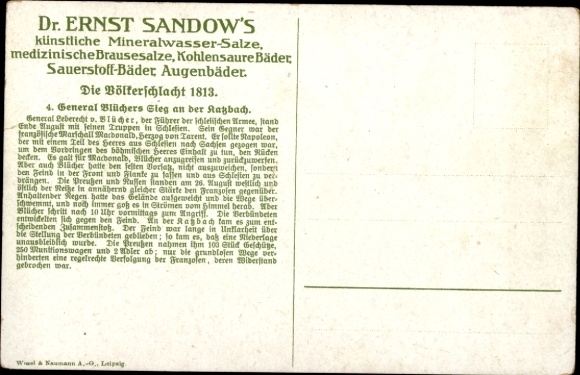 Dr. ERNST SANDOW'S
künstliche Mineralwasser-Salze,
medizinische Brausesalze, Kohlensaure Bäder,
Sauerstoff-Bäder, Augenbäder.
Die Völkerschlacht 1813.
4. General Blüchers Sieg an der Katzbach.
General Leberecht v. Blücher, der Führer der schlesischen Armee, stand
Ende August mit seinen Truppen in Schlesien. Sein Gegner war der
französische Marschall Macdonald, Herzog von Tarent. Er sollte Napoleon,
der mit einem Teil des Heeres aus Schlesien nach Sachsen gezogen war,
um dem Vordringen des böhmischen Heeres Einhalt zu tun, den Rücken
decken. Es galt für Macdonald, Blücher anzugreifen und zurückzuwerfen.
Aber auch Blücher hatte den festen Vorsatz, nicht auszuweichen, sondern
den Feind in der Front und Flanke zu fassen und aus Schlesien zu ver-
drängen. Die Preußen und Russen standen am 26. August westlich und
östlich der Neiße in annähernd gleicher Stärke den Franzosen gegenüber.
Anhaltender Regen hatte das Gelände aufgeweicht und die Wege über-
schwemmt, und noch immer goß es in Strömen vom Himmel herab. Aber
Blücher schritt nach 10 Uhr vormittags zum Angriff. Die Verbündeten
entwickelten sich gegen den Feind. An der Katzbach kam es zum ent-
scheidenden Zusammenstoß. Der Feind war lange in Unklarheit über
die Stellung der Verbündeten geblieben; so kam es, daß eine Niederlage
unausbleiblich wurde. Die Preußen nahmen ihm 100 Stück Geschütze,
250 Munitionswagen und 2 Adler ab; nur die grundlosen Wege ver-
hinderten eine regelrechte Verfolgung der Franzosen, deren Widerstand
gebrochen war.
Wezel & Naumann A.-G., Leipzig.